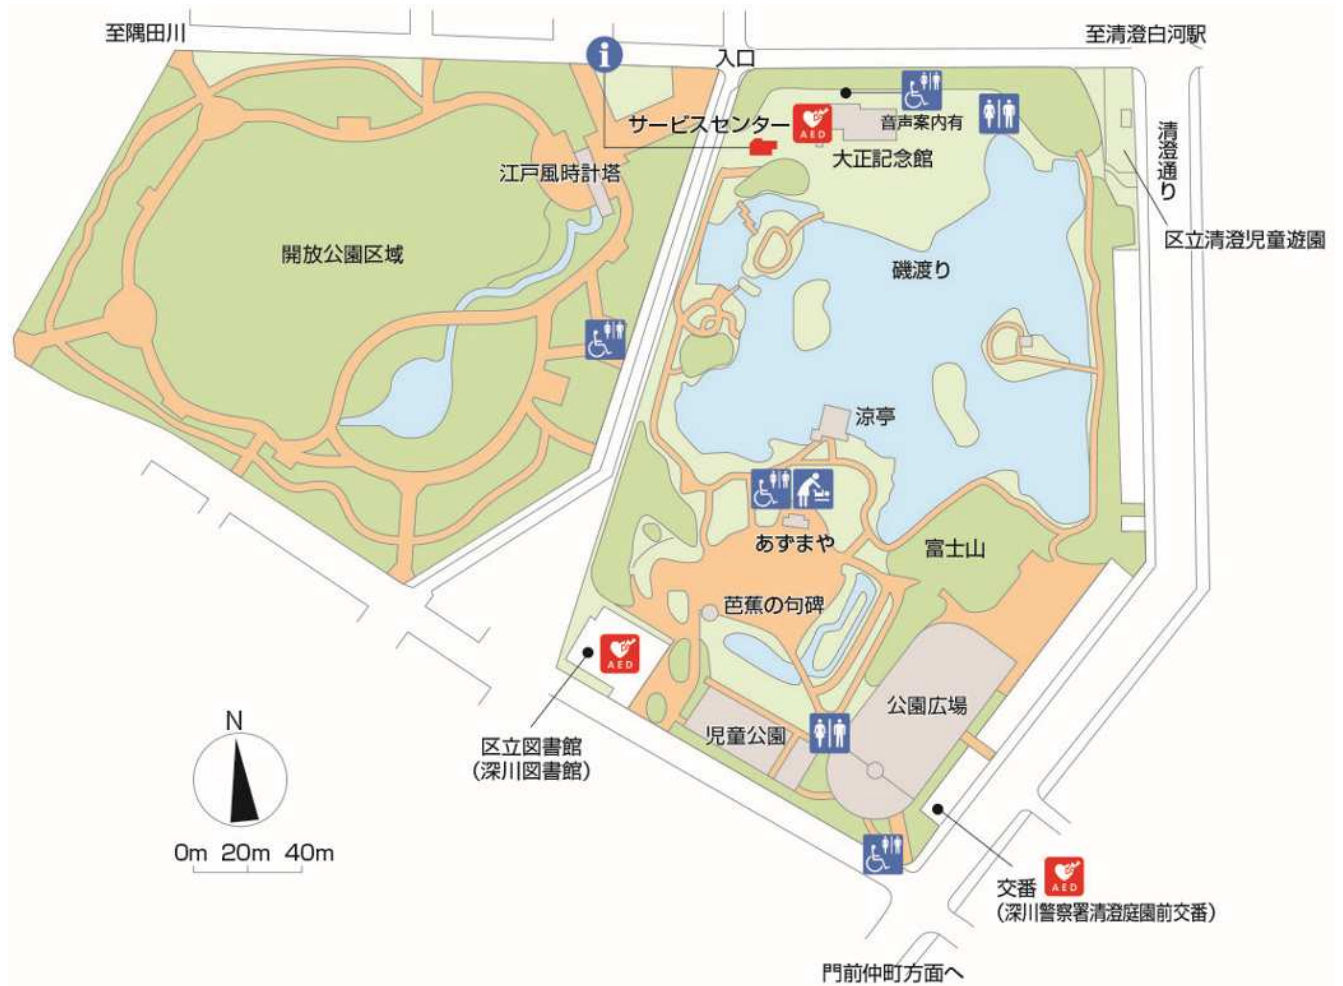 至隅田川
至清澄白河駅
i
入口
サービスセンター
AED
音声案内有
大正記念館
清澄通り
江戸風時計塔
区立清澄児童遊園
開放公園区域
磯渡り
涼亭
あずまや
富士山
芭蕉の句碑
AED
公園広場
児童公園
区立図書館
(深川図書館)
N
0m 20m 40m
交番 AED
(深川警察署清澄庭園前交番)
門前仲町方面へ